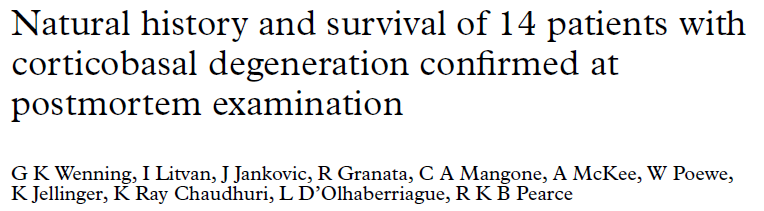 Natural history and survival of 14 patients with
corticobasal degeneration confirmed at
postmortem examination
G K Wenning, I Litvan, J Jankovic, R Granata, C A Mangone, A McKee, W Poewe,
K Jellinger, K Ray Chaudhuri, L D'Olhaberriague, R K B Pearce